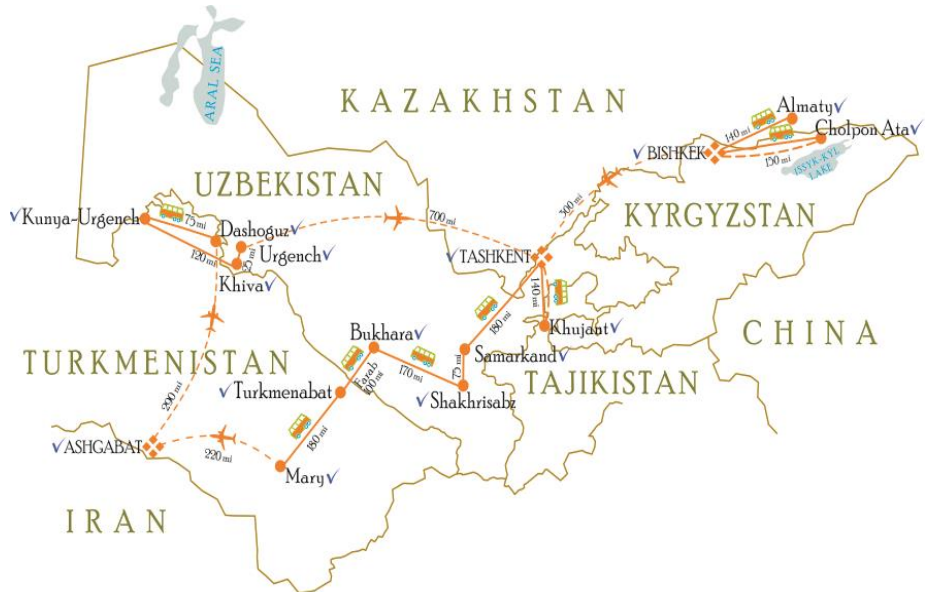 ARAL SEA
KAZAKHSTAN
Almaty
140 mi
Cholpon Ata
BISHKEK
150 mi
ISSYK-KYL
LAKE
UZBEKISTAN
300 mi
KYRGYZSTAN
Kunya-Urgench
75 mi
Dashoguz
700 mi
120 mi
Urgench
TASHKENT
Khiva
140 mi
180 mi
Khujant
CHINA
Bukhara
TURKMENISTAN
Samarkand
TAJIKISTAN
Farab
100 mi
170 mi
75 mi
Turkmenabat
Shakhrisabz
290 mi
180 mi
ASHGABAT
220 mi
Mary
IRAN